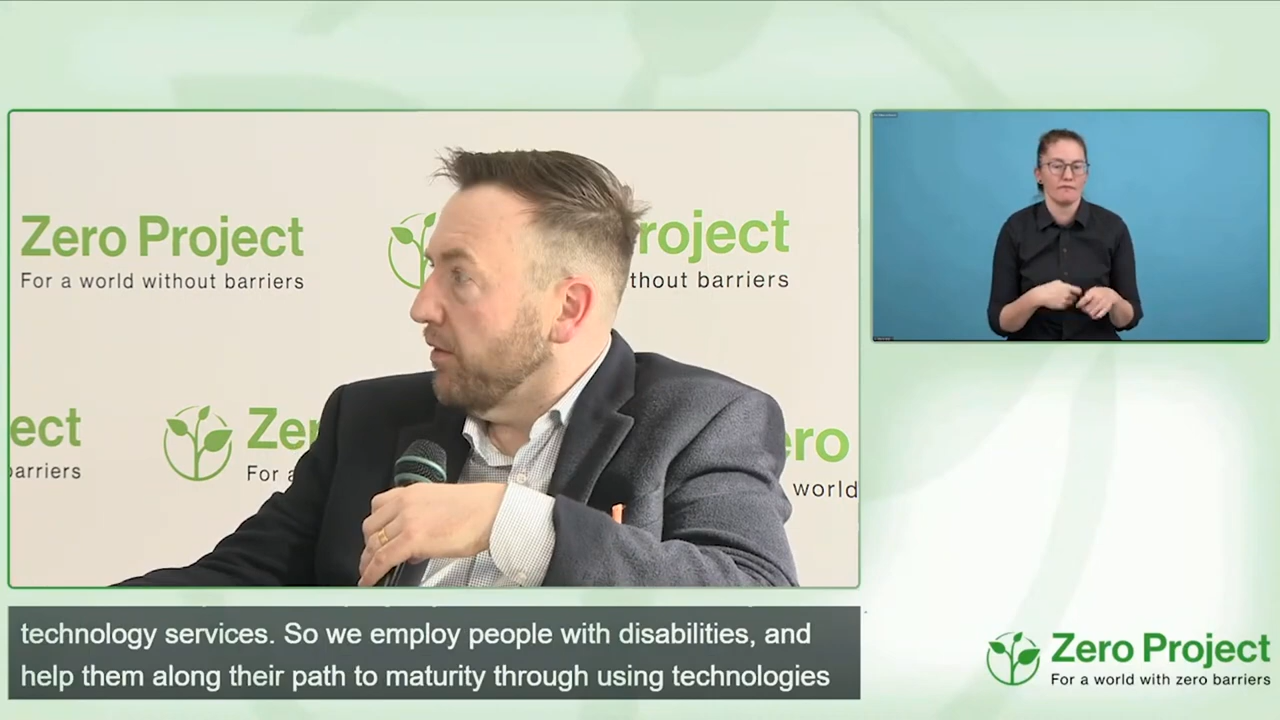 Zero Project
For a world without barriers
roject
thout barriers
ect
barriers
Zer
For a
ero
world
technology services. So we employ people with disabilities, and
help them along their path to maturity through using technologies
Zero Project
For a world with zero barriers